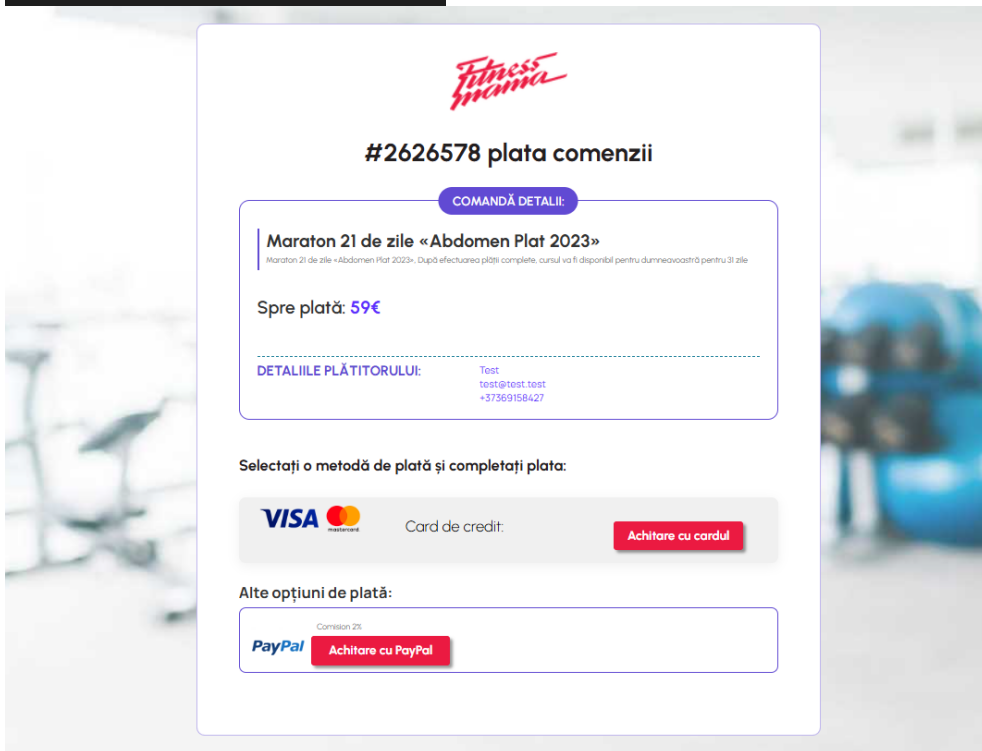 Fitness
mama
#2626578 plata comenzii
COMANDĂ DETALII:
Maraton 21 de zile «Abdomen Plat 2023»
Maraton 21 de zile «Abdomen Plat 2023», După efectuarea plății complete, cursul va fi disponibil pentru dumneavoastră pentru 31 zile
Spre plată: 59€
DETALIILE PLĂTITORULUI:
Test
test@test.test
+37369158427
Selectați o metodă de plată și completați plata:
VISA mastercard
Card de credit:
Achitare cu cardul
Alte opțiuni de plată:
Comision 2%
PayPal
Achitare cu PayPal